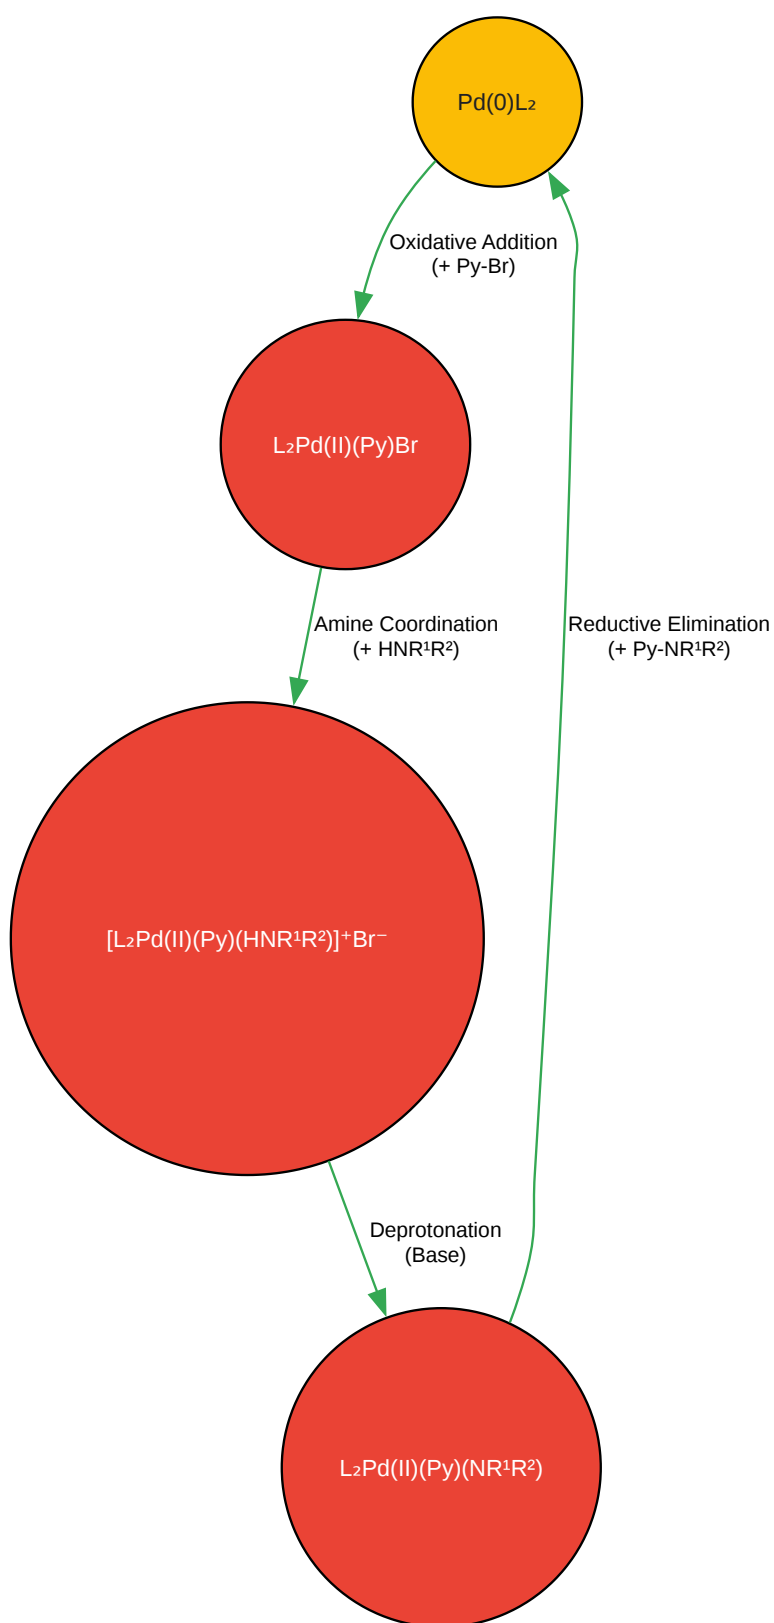 Pd(0)L₂
Oxidative Addition
(+ Py-Br)
L₂Pd(II)(Py)Br
Amine Coordination
(+ HNR¹R²)
Reductive Elimination
(+ Py-NR¹R²)
[L₂Pd(II)(Py)(HNR¹R²)]⁺Br⁻
Deprotonation
(Base)
L₂Pd(II)(Py)(NR¹R²)